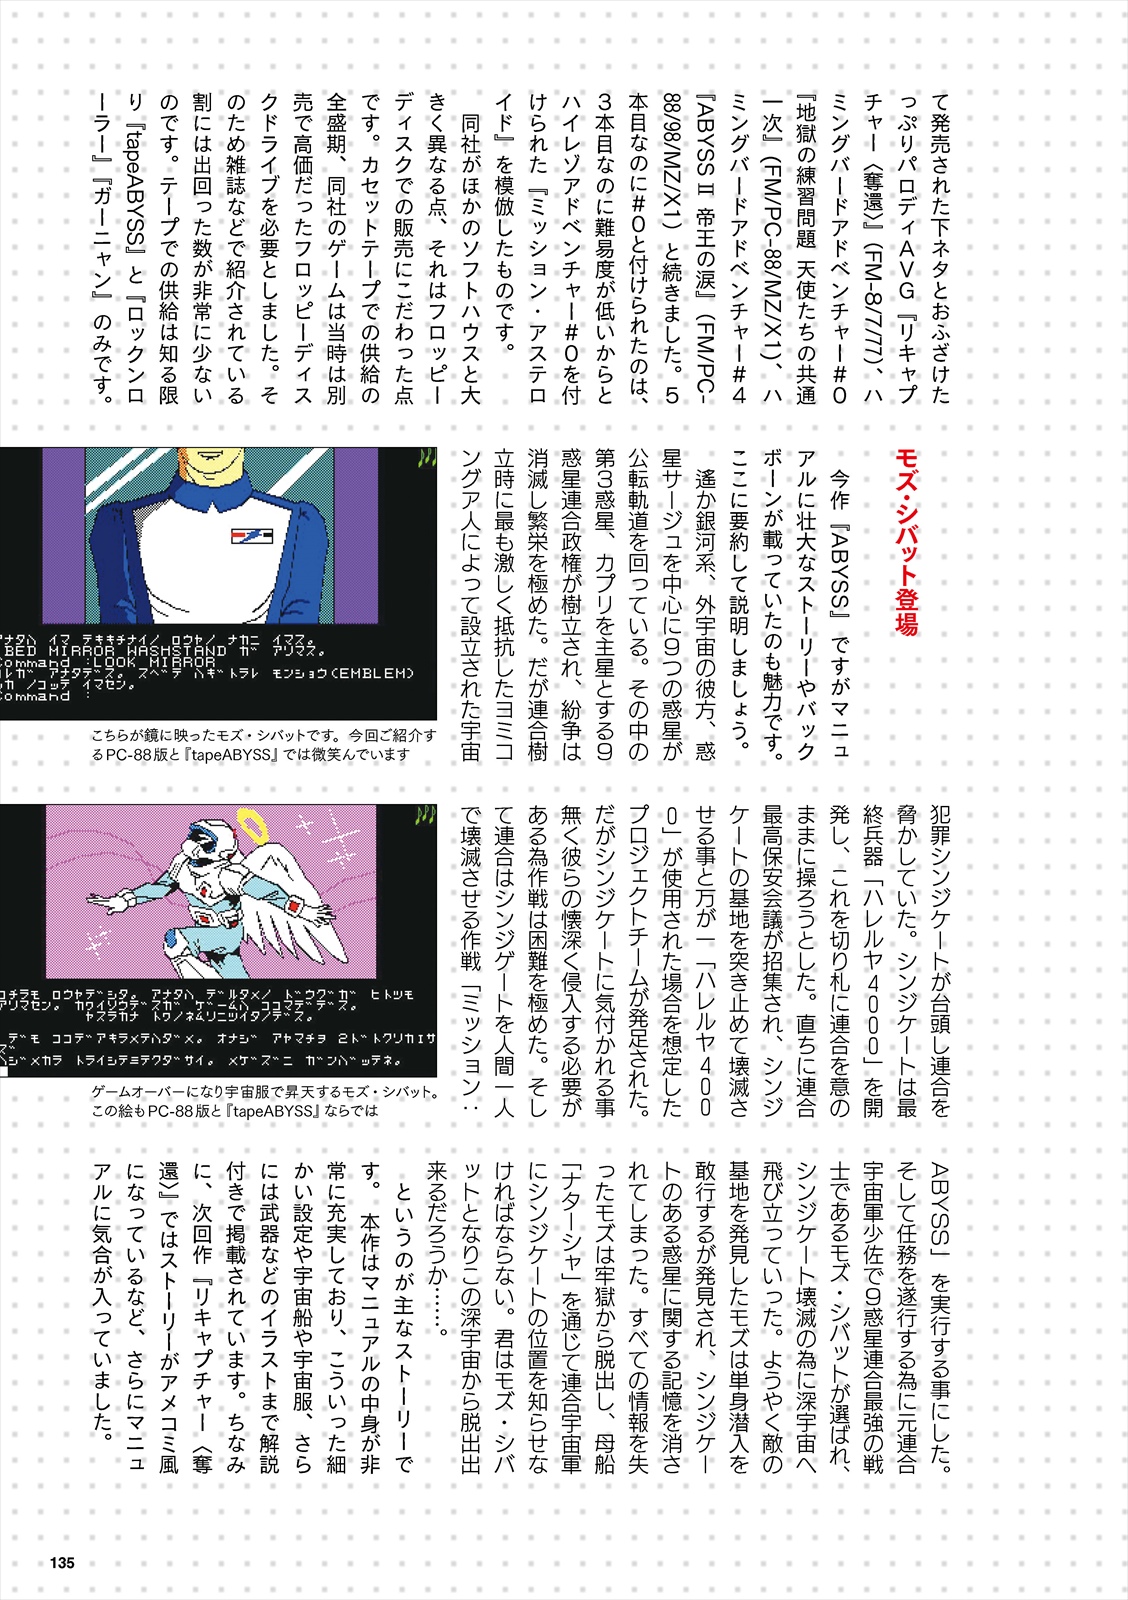 て発売された下ネタとおふざけた
っぷりパロディAVG『リキャプ
チャー〈奪還〉』(FM-8/7/77)、ハ
ミングバードアドベンチャー#0
『地獄の練習問題 天使たちの共通
一次』(FM/PC-88/MZ/X1)、ハ
ミングバードアドベンチャー#4
『ABYSS Ⅱ 帝王の涙』(FM/PC-
88/98/MZ/X1)と続きました。5
本目なのに#0と付けられたのは、
3本目なのに難易度が低いからと
ハイレゾアドベンチャー#0を付
けられた『ミッション・アステロ
イド』を模倣したものです。
同社がほかのソフトハウスと大
きく異なる点、それはフロッピー
ディスクでの販売にこだわった点
です。カセットテープでの供給の
全盛期、同社のゲームは当時は別
売で高価だったフロッピーディス
クドライブを必要としました。そ
のため雑誌などで紹介されている
割には出回った数が非常に少ない
のです。テープでの供給は知る限
り『tapeABYSS』と『ロックンロ
ーラー』『ガーニャン』のみです。
モズ・シバット登場
今作『ABYSS』ですがマニュ
アルに壮大なストーリーやバック
ボーンが載っていたのも魅力です。
ここに要約して説明しましょう。
遙か銀河系、外宇宙の彼方、惑
星サージュを中心に9つの惑星が
公転軌道を回っている。その中の
第3惑星、カプリを主星とする9
惑星連合政権が樹立され、紛争は
消滅し繁栄を極めた。だが連合樹
立時に最も激しく抵抗したヨミコ
ングア人によって設立された宇宙
アナタハ イマ テキキチナイノ ロウヤノ ナカニ イマス。
BED MIRROR WASHSTAND ガ アリマス。
Command :LOOK MIRROR
ルガ アナタデス。スベテ ハギトラレ モンショウ(EMBLEM)
ッカ ノコッテ イマセン。
Command :
こちらが鏡に映ったモズ・シバットです。今回ご紹介す
るPC-88版と『tapeABYSS』では微笑んでいます
犯罪シンジケートが台頭し連合を
脅かしていた。シンジケートは最
終兵器「ハレルヤ4000」を開
発し、これを切り札に連合を意の
ままに操ろうとした。直ちに連合
最高保安会議が招集され、シンジ
ケートの基地を突き止めて壊滅さ
せる事と万が一「ハレルヤ400
0」が使用された場合を想定した
プロジェクトチームが発足された。
だがシンジケートに気付かれる事
無く彼らの懐深く侵入する必要が
ある為作戦は困難を極めた。そし
て連合はシンジゲートを人間一人
で壊滅させる作戦「ミッション：
コチラモ ロウヤデシタ。アナタハ デルタメノ ドウグガ ヒトツモ
アリマセン。カワイソウデスガ ゲームハ ココマデデス。
ヤスラカナ トワノネムリニツイタノデス。
デモ ココデアキラメテハダメ。オナジ アヤマチヲ 2ドトクリカエサ
ズ
ハジメカラ トライシテミテクダサイ。メゲズニ ガンバッテネ。
ゲームオーバーになり宇宙服で昇天するモズ・シバット。
この絵もPC-88版と『tapeABYSS』ならでは
ABYSS」を実行する事にした。
そして任務を遂行する為に元連合
宇宙軍少佐で9惑星連合最強の戦
士であるモズ・シバットが選ばれ、
シンジケート壊滅の為に深宇宙へ
飛び立っていった。ようやく敵の
基地を発見したモズは単身潜入を
敢行するが発見され、シンジケー
トのある惑星に関する記憶を消さ
れてしまった。すべての情報を失
ったモズは牢獄から脱出し、母船
「ナターシャ」を通じて連合宇宙軍
にシンジケートの位置を知らせな
ければならない。君はモズ・シバ
ットとなりこの深宇宙から脱出出
来るだろうか……。
というのが主なストーリーで
す。本作はマニュアルの中身が非
常に充実しており、こういった細
かい設定や宇宙船や宇宙服、さら
には武器などのイラストまで解説
付きで掲載されています。ちなみ
に、次回作『リキャプチャー〈奪
還〉』ではストーリーがアメコミ風
になっているなど、さらにマニュ
アルに気合が入っていました。
135